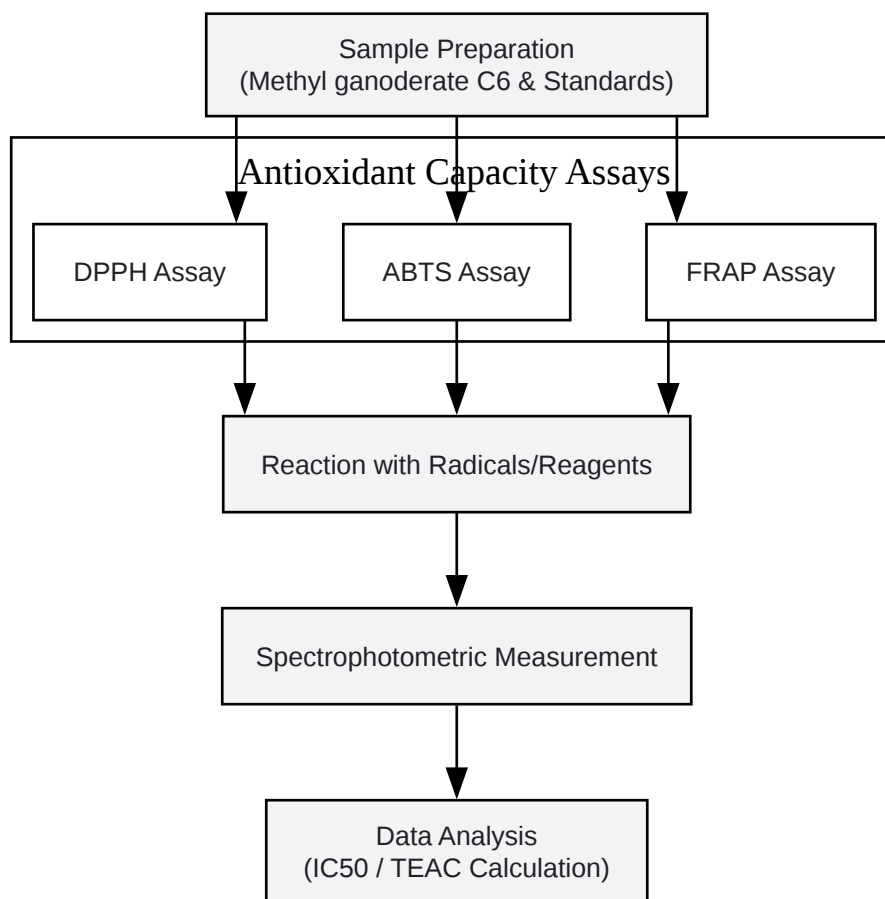 Sample Preparation
(Methyl ganoderate C6 & Standards)
Antioxidant Capacity Assays
DPPH Assay
ABTS Assay
FRAP Assay
Reaction with Radicals/Reagents
Spectrophotometric Measurement
Data Analysis
(IC50 / TEAC Calculation)